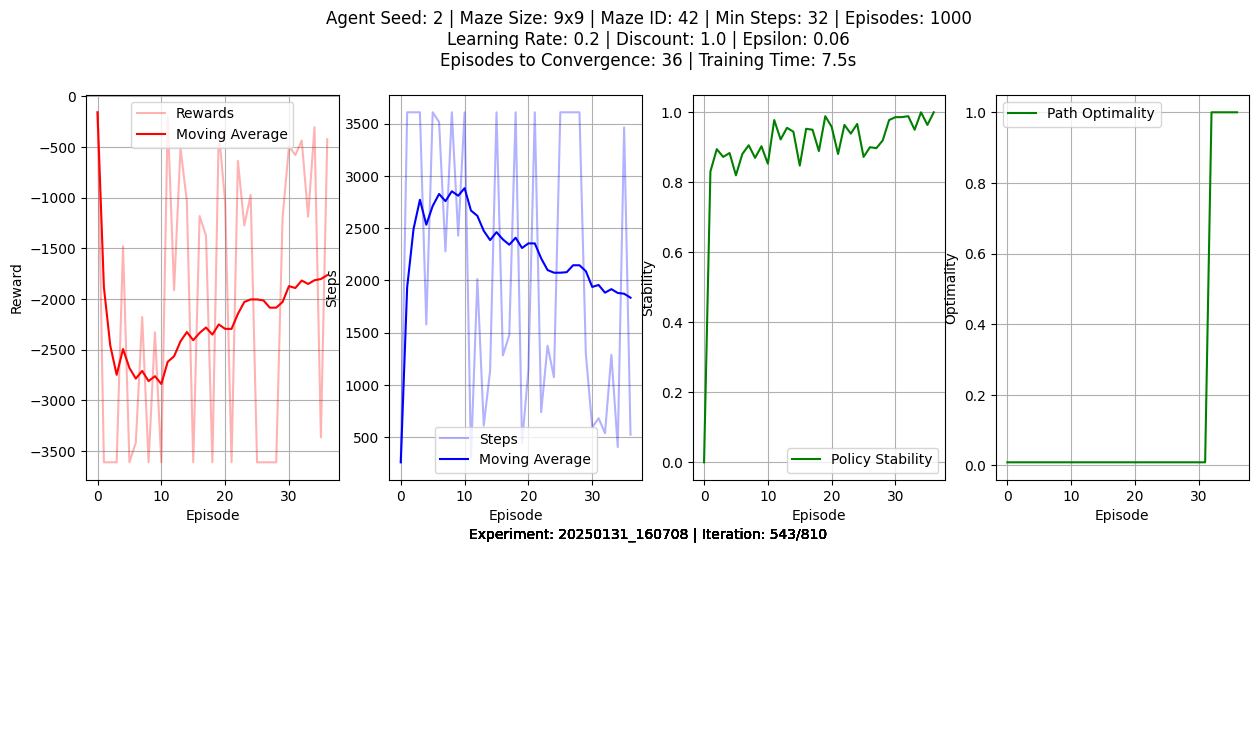 Agent Seed: 2 | Maze Size: 9x9 | Maze ID: 42 | Min Steps: 32 | Episodes: 1000
Learning Rate: 0.2 | Discount: 1.0 | Epsilon: 0.06
Episodes to Convergence: 36 | Training Time: 7.5s
Reward
0
−500
−1000
−1500
−2000
−2500
−3000
−3500
Rewards
Moving Average
0 10 20 30
Episode
Steps
3500
3000
2500
2000
1500
1000
500
Steps
Moving Average
0 10 20 30
Episode
Stability
1.0
0.8
0.6
0.4
0.2
0.0
Policy Stability
0 10 20 30
Episode
Optimality
1.0
0.8
0.6
0.4
0.2
0.0
Path Optimality
0 10 20 30
Episode
Experiment: 20250131_160708 | Iteration: 543/810